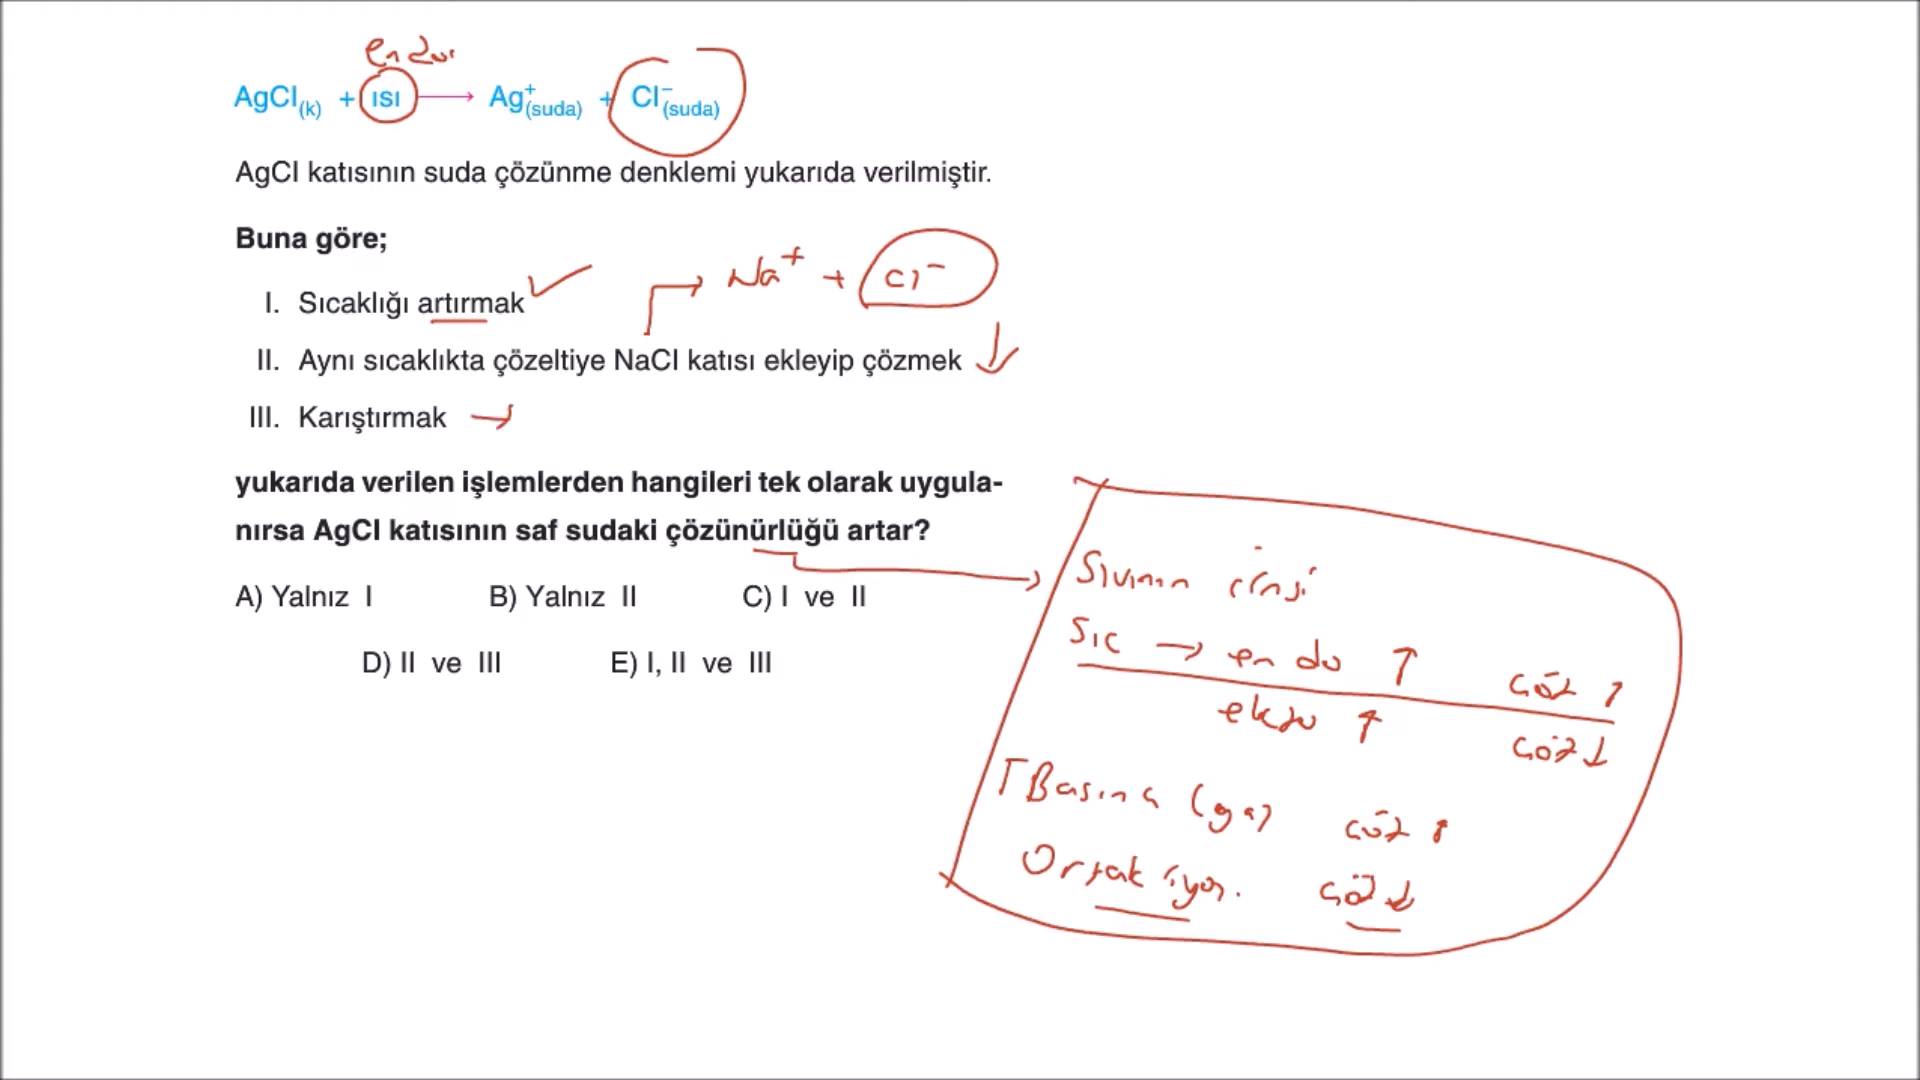 endo
AgCl(k) + ısı → Ag+(suda) + Cl−(suda)
AgCl katısının suda çözünme denklemi yukarıda verilmiştir.
Buna göre;
→ Na+ + Cl−
I. Sıcaklığı artırmak ✓
II. Aynı sıcaklıkta çözeltiye NaCl katısı ekleyip çözmek ↓
III. Karıştırmak →
yukarıda verilen işlemlerden hangileri tek olarak uygula-
nırsa AgCl katısının saf sudaki çözünürlüğü artar?
A) Yalnız I B) Yalnız II C) I ve II
D) II ve III E) I, II ve III
Sıvının cinsi
Sıc → endo ↑ çöz ↑
ekzo ↑ çöz ↓
↑Basınç (gaz) çöz ↑
Ortak iyon. çöz ↓